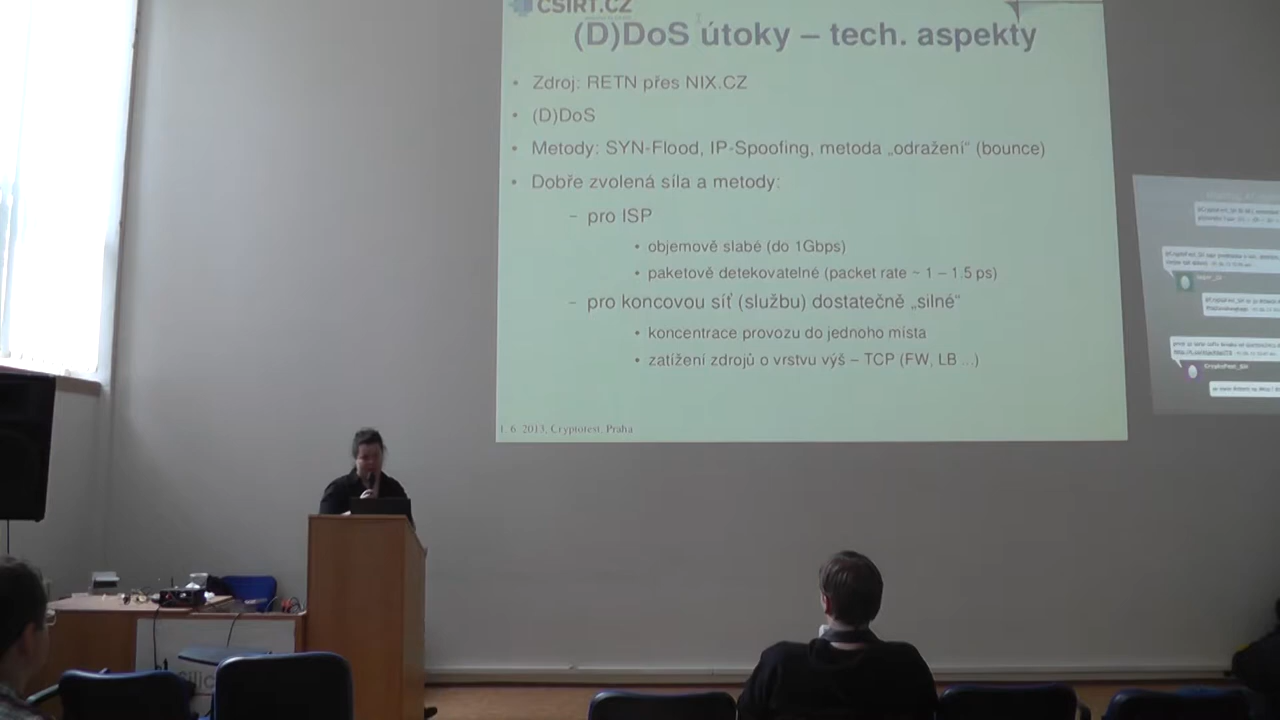 CSIRT.CZ
(D)DoS útoky – tech. aspekty
• Zdroj: RETN přes NIX.CZ
• (D)DoS
• Metody: SYN-Flood, IP-Spoofing, metoda „odražení“ (bounce)
• Dobře zvolená síla a metody:
– pro ISP
• objemově slabé (do 1Gbps)
• paketově detekovatelné (packet rate ~ 1 – 1.5 ps)
– pro koncovou síť (službu) dostatečně „silné“
• koncentrace provozu do jednoho místa
• zatížení zdrojů o vrstvu výš – TCP (FW, LB ...)
1. 6. 2013, Cryptofest, Praha